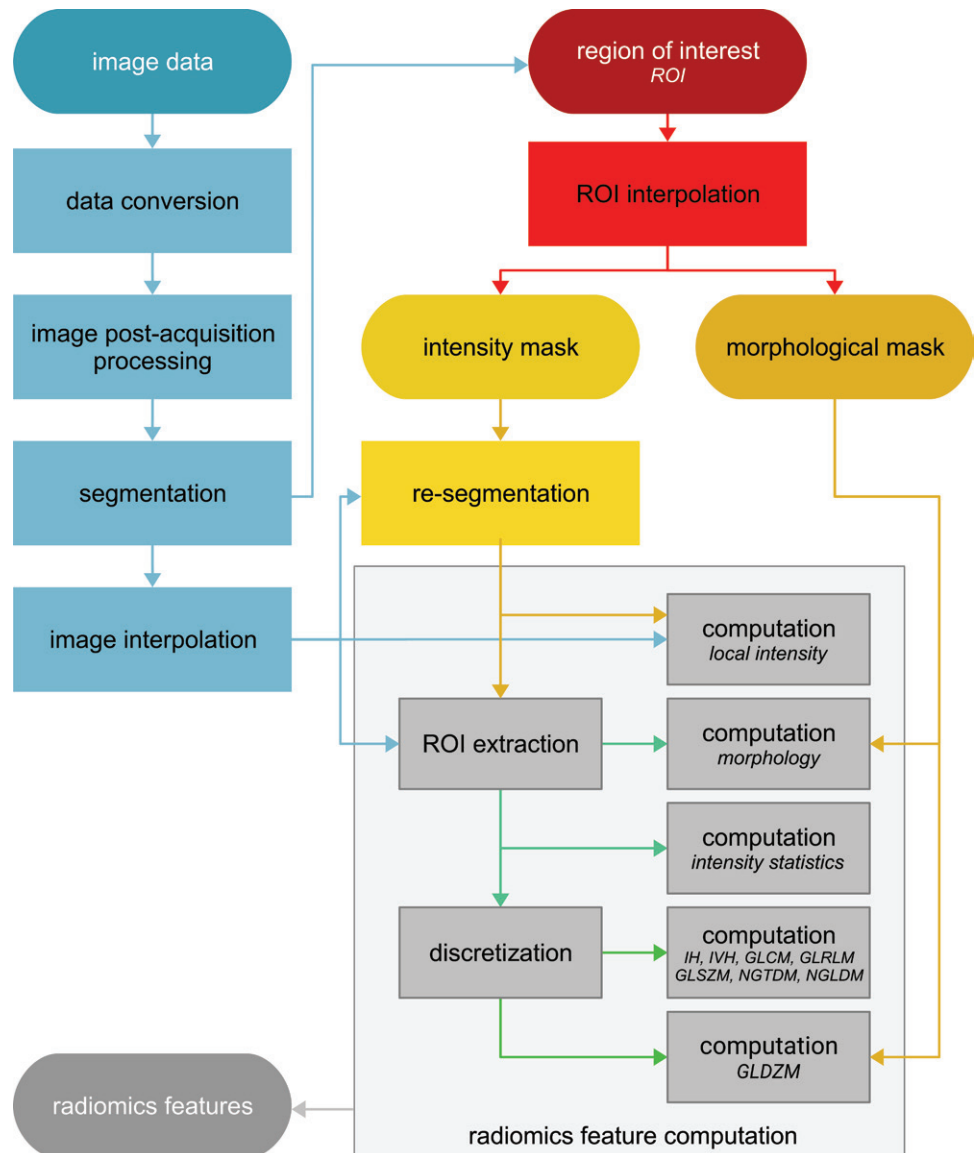 image data
region of interest
ROI
data conversion
ROI interpolation
image post-acquisition
processing
intensity mask
morphological mask
segmentation
re-segmentation
image interpolation
computation
local intensity
ROI extraction
computation
morphology
computation
intensity statistics
discretization
computation
IH, IVH, GLCM, GLRLM
GLSZM, NGTDM, NGLDM
computation
GLDZM
radiomics features
radiomics feature computation